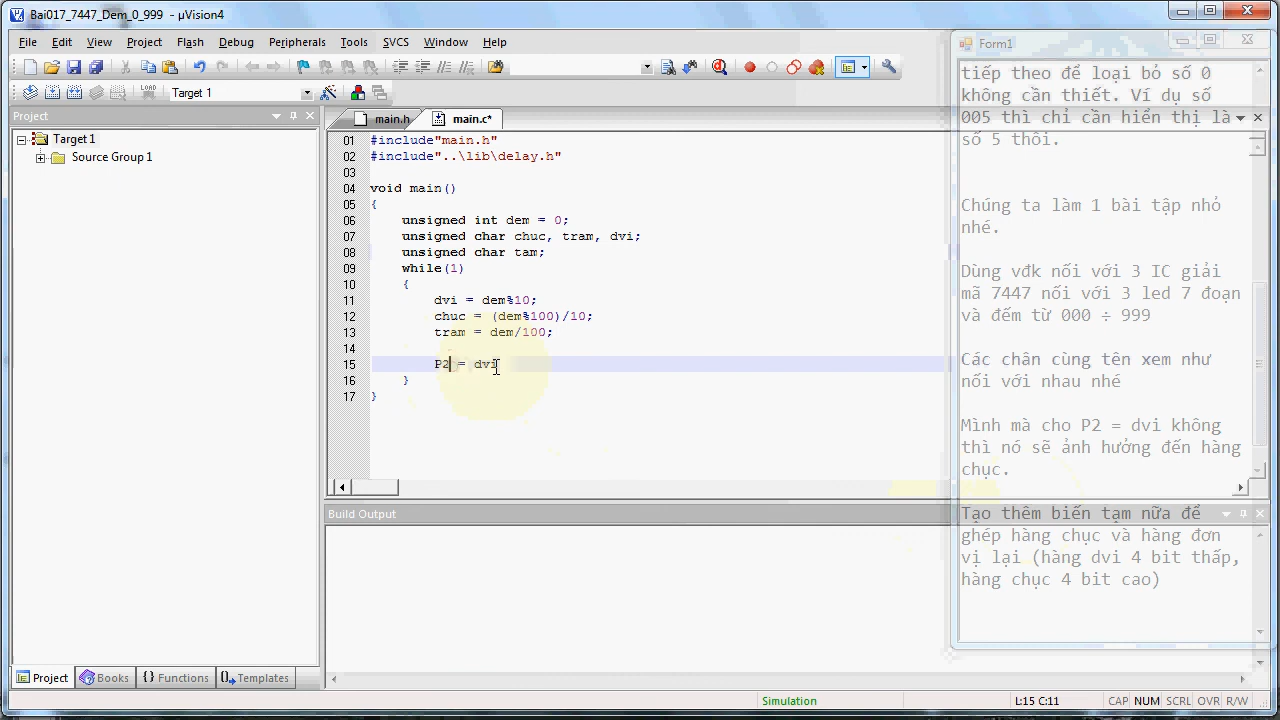 Bai017_7447_Dem_0_999 - µVision4
File Edit View Project Flash Debug Peripherals Tools SVCS Window Help
LOAD Target 1
Project
Target 1
Source Group 1
Project Books Functions Templates
main.h main.c*
01 #include"main.h"
02 #include"..\lib\delay.h"
03
04 void main()
05 {
06 unsigned int dem = 0;
07 unsigned char chuc, tram, dvi;
08 unsigned char tam;
09 while(1)
10 {
11 dvi = dem%10;
12 chuc = (dem%100)/10;
13 tram = dem/100;
14
15 P2 = dvi
16 }
17 }
Build Output
Form1
tiếp theo để loại bỏ số 0
không cần thiết. Ví dụ số
005 thì chỉ cần hiển thị là
số 5 thôi.
Chúng ta làm 1 bài tập nhỏ
nhé.
Dùng vđk nối với 3 IC giải
mã 7447 nối với 3 led 7 đoạn
và đếm từ 000 ÷ 999
Các chân cùng tên xem như
nối với nhau nhé
Mình mà cho P2 = dvi không
thì nó sẽ ảnh hưởng đến hàng
chục.
Tạo thêm biến tạm nữa để
ghép hàng chục và hàng đơn
vị lại (hàng dvi 4 bit thấp,
hàng chục 4 bit cao)
Simulation L:15 C:11 CAP NUM SCRL OVR R/W